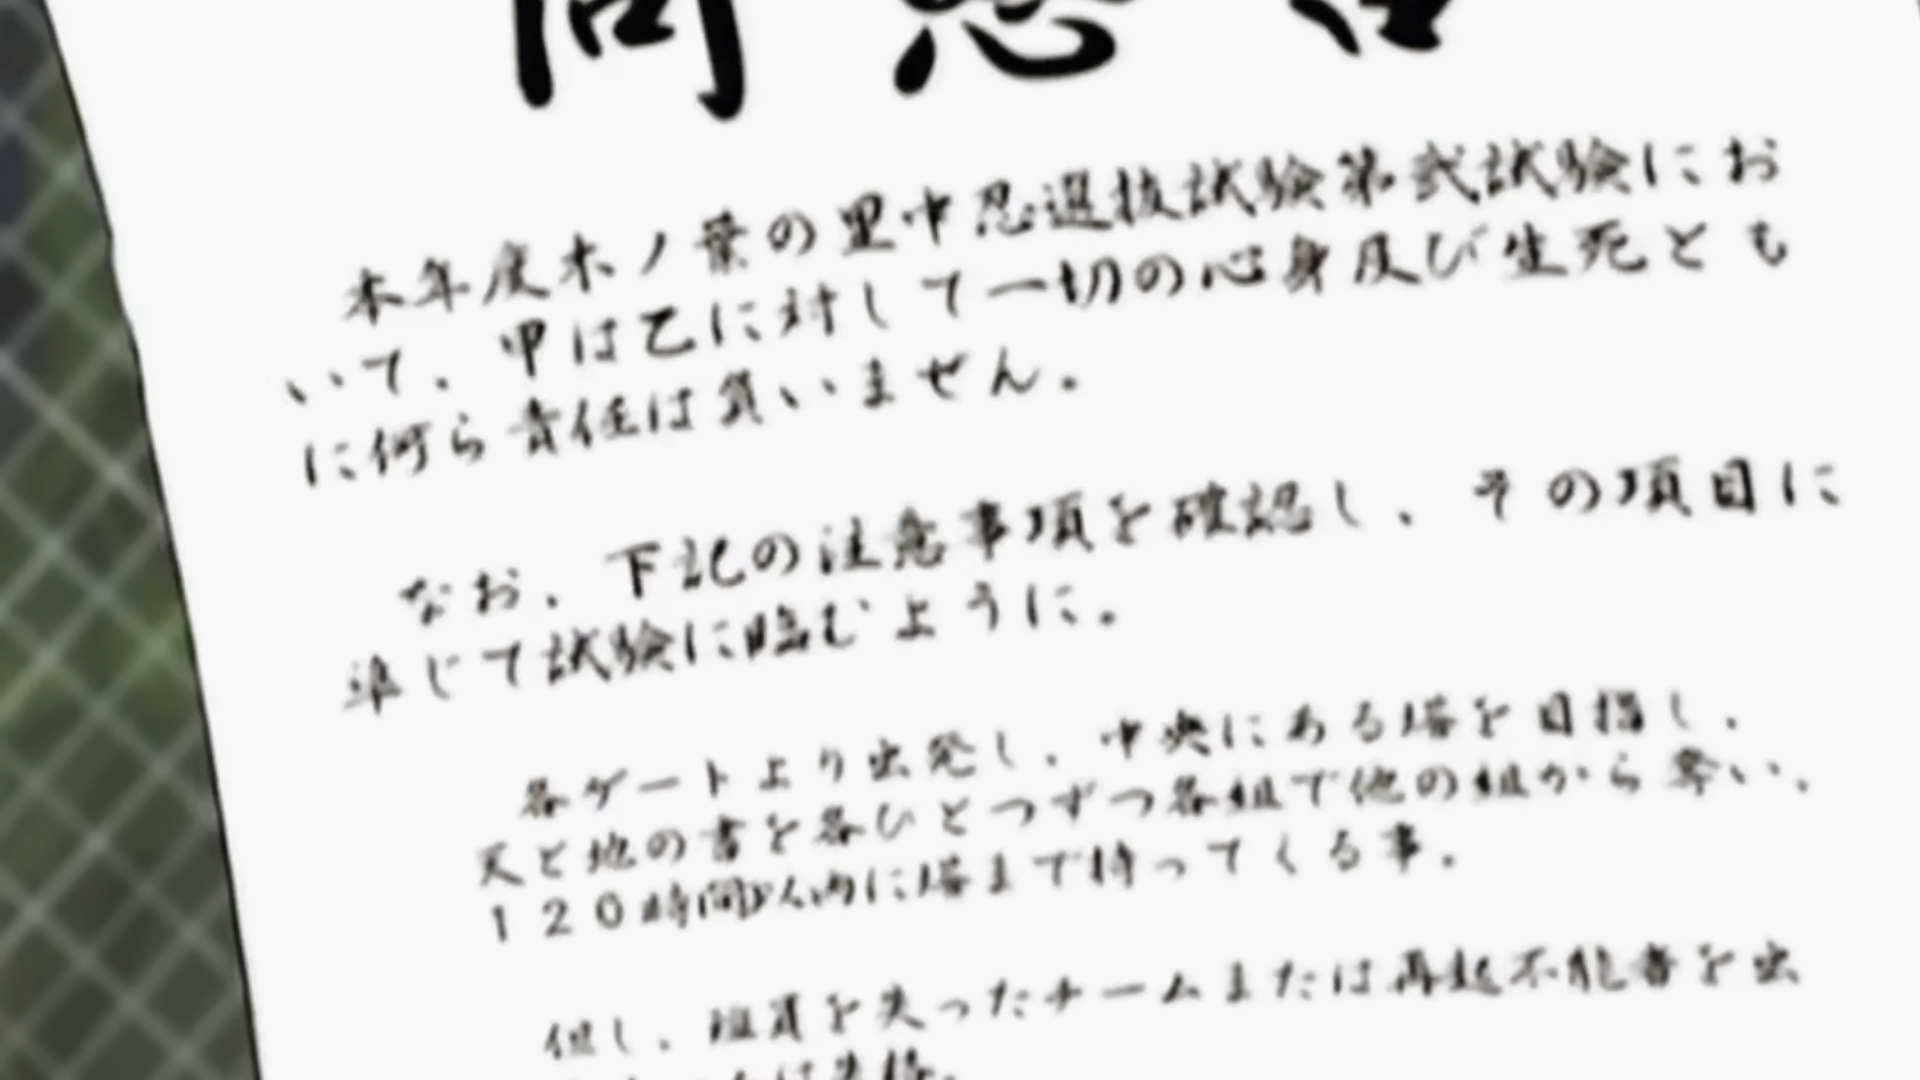 同意書
本年度木ノ葉の里中忍選抜試験第弐試験にお
いて、甲は乙に対して一切の心身及び生死とも
に何ら責任は負いません。
なお、下記の注意事項を確認し、その項目に
準じて試験に臨むように。
各ゲートより出発し、中央にある塔を目指し、
天と地の書を各ひとつずつ各組で他の組から奪い、
120時間以内に塔まで持ってくる事。
但し、班員を失ったチームまたは再起不能者を出
は失格。